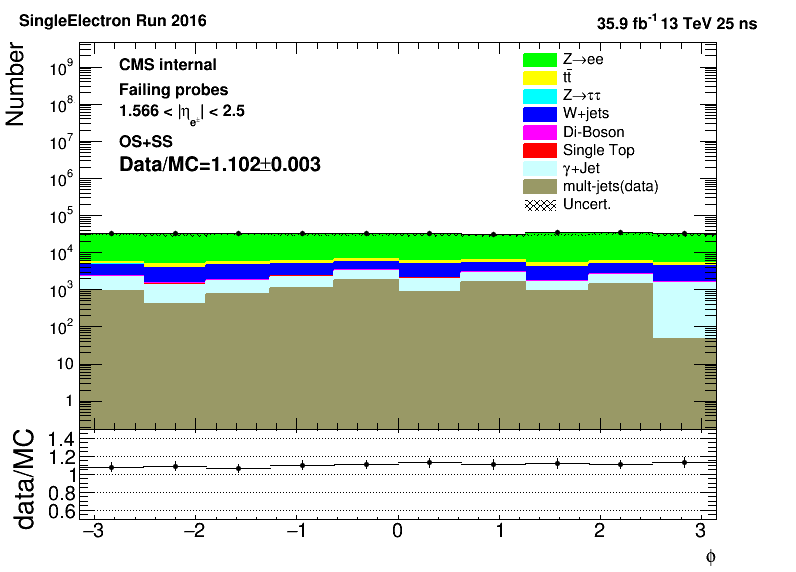 SingleElectron Run 2016
35.9 fb⁻¹ 13 TeV 25 ns
Number
CMS internal
Failing probes
1.566 < |η_e±| < 2.5
OS+SS
Data/MC=1.102±0.003
Z→ee
tt̄
Z→ττ
W+jets
Di-Boson
Single Top
γ+Jet
mult-jets(data)
Uncert.
10⁹
10⁸
10⁷
10⁶
10⁵
10⁴
10³
10²
10
1
data/MC
1.4
1.2
1
0.8
0.6
−3 −2 −1 0 1 2 3
ϕ